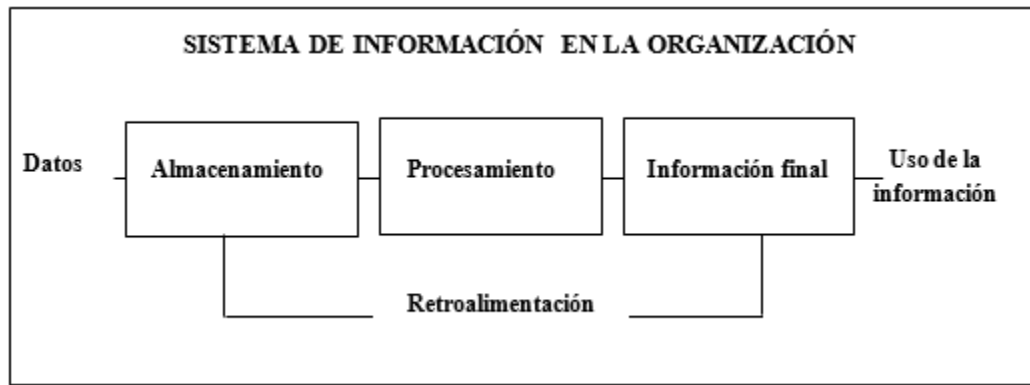 SISTEMA DE INFORMACIÓN EN LA ORGANIZACIÓN
Datos
Almacenamiento
Procesamiento
Información final
Uso de la
información
Retroalimentación